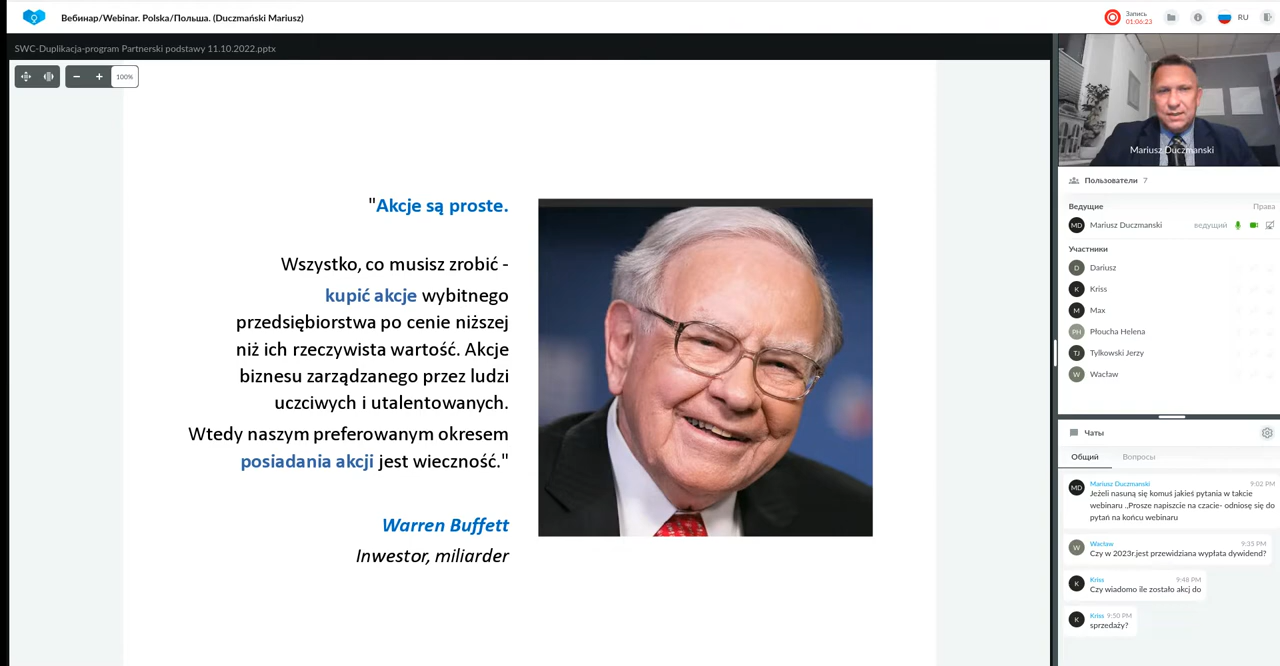 Вебинар/Webinar. Polska/Польша. (Duczmański Mariusz)
Запись
01:06:23
RU
SWC-Duplikacja-program Partnerski podstawy 11.10.2022.pptx
100%
"Akcje są proste.
Wszystko, co musisz zrobić -
kupić akcje wybitnego
przedsiębiorstwa po cenie niższej
niż ich rzeczywista wartość. Akcje
biznesu zarządzanego przez ludzi
uczciwych i utalentowanych.
Wtedy naszym preferowanym okresem
posiadania akcji jest wieczność."
Warren Buffett
Inwestor, miliarder
Mariusz Duczmanski
Пользователи 7
Ведущие Права
MD Mariusz Duczmanski ведущий
Участники
D Dariusz
K Kriss
M Max
PH Płoucha Helena
TJ Tylkowski Jerzy
W Wacław
Чаты
Общий Вопросы
MD Mariusz Duczmanski 9:02 PM
Jeżeli nasuną się komuś jakieś pytania w takcie
webinaru ,,Prosze napiszcie na czacie- odniosę się do
pytań na końcu webinaru
W Wacław 9:35 PM
Czy w 2023r.jest przewidziana wypłata dywidend?
K Kriss 9:48 PM
Czy wiadomo ile zostało akcj do
K Kriss 9:50 PM
sprzedaży?